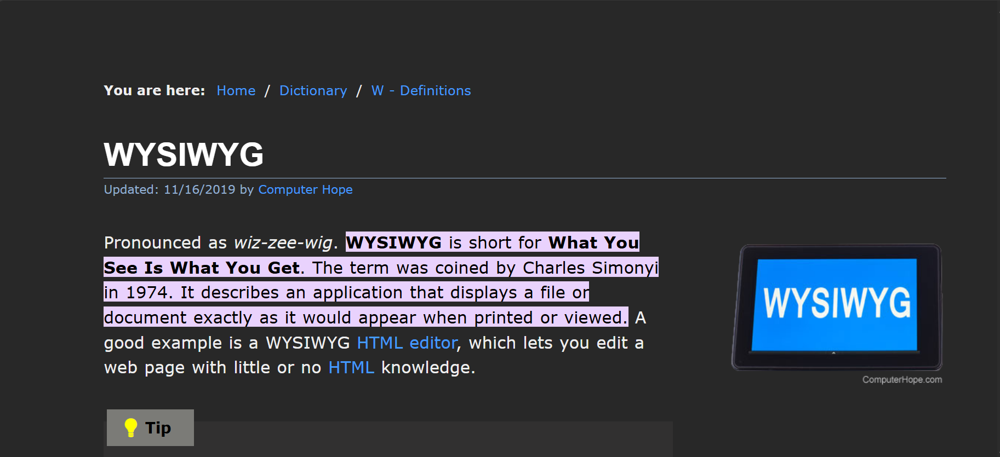 You are here: Home / Dictionary / W - Definitions
WYSIWYG
Updated: 11/16/2019 by Computer Hope
Pronounced as wiz-zee-wig. WYSIWYG is short for What You
See Is What You Get. The term was coined by Charles Simonyi
in 1974. It describes an application that displays a file or
document exactly as it would appear when printed or viewed. A
good example is a WYSIWYG HTML editor, which lets you edit a
web page with little or no HTML knowledge.
WYSIWYG
ComputerHope.com
Tip